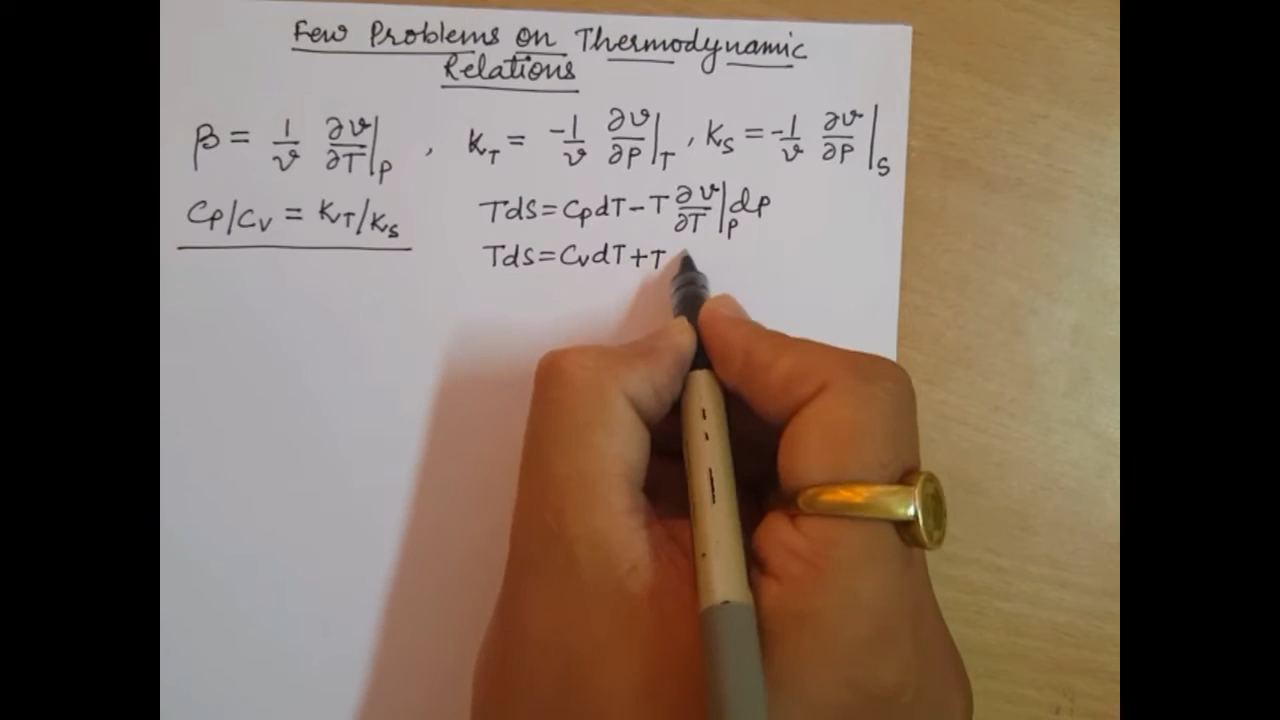 Few Problems on Thermodynamic
Relations
β = 1/v ∂v/∂T|P , KT = -1/v ∂v/∂P|T , KS = -1/v ∂v/∂P|S
CP/CV = KT/KS
TdS = CPdT - T ∂v/∂T|P dP
TdS = CVdT + T